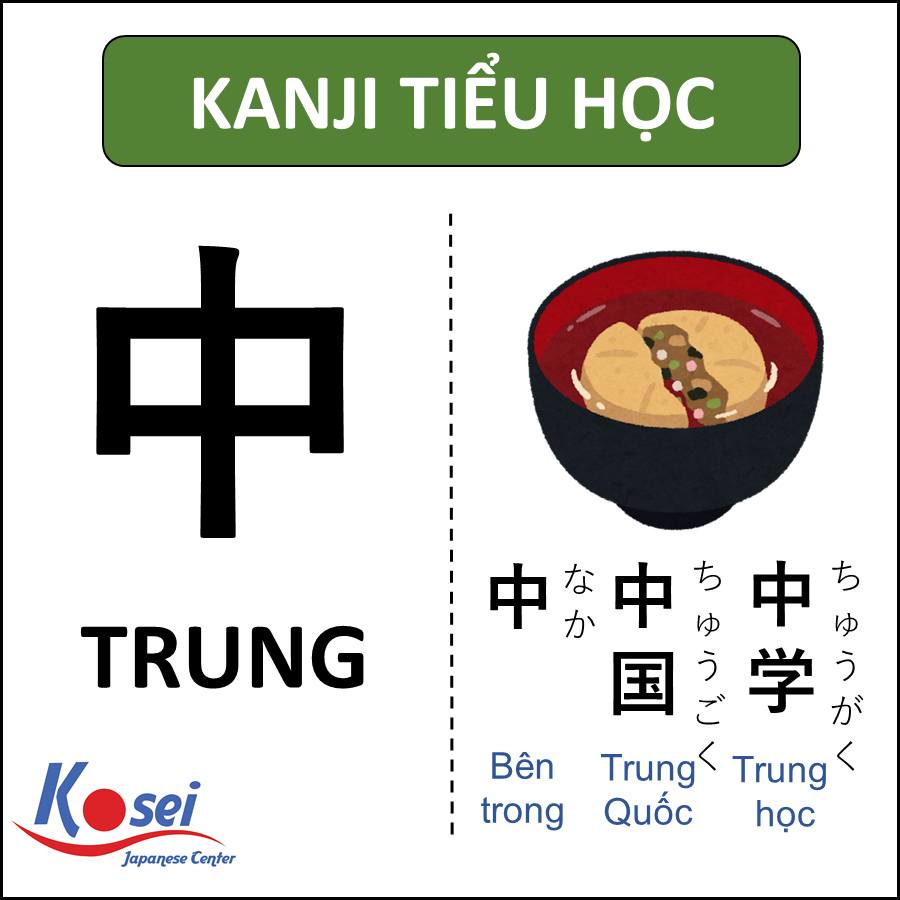 KANJI TIỂU HỌC
中
TRUNG
中
なか
中国
ちゅうごく
中学
ちゅうがく
Bên
trong
Trung
Quốc
Trung
học
Kosei
Japanese Center